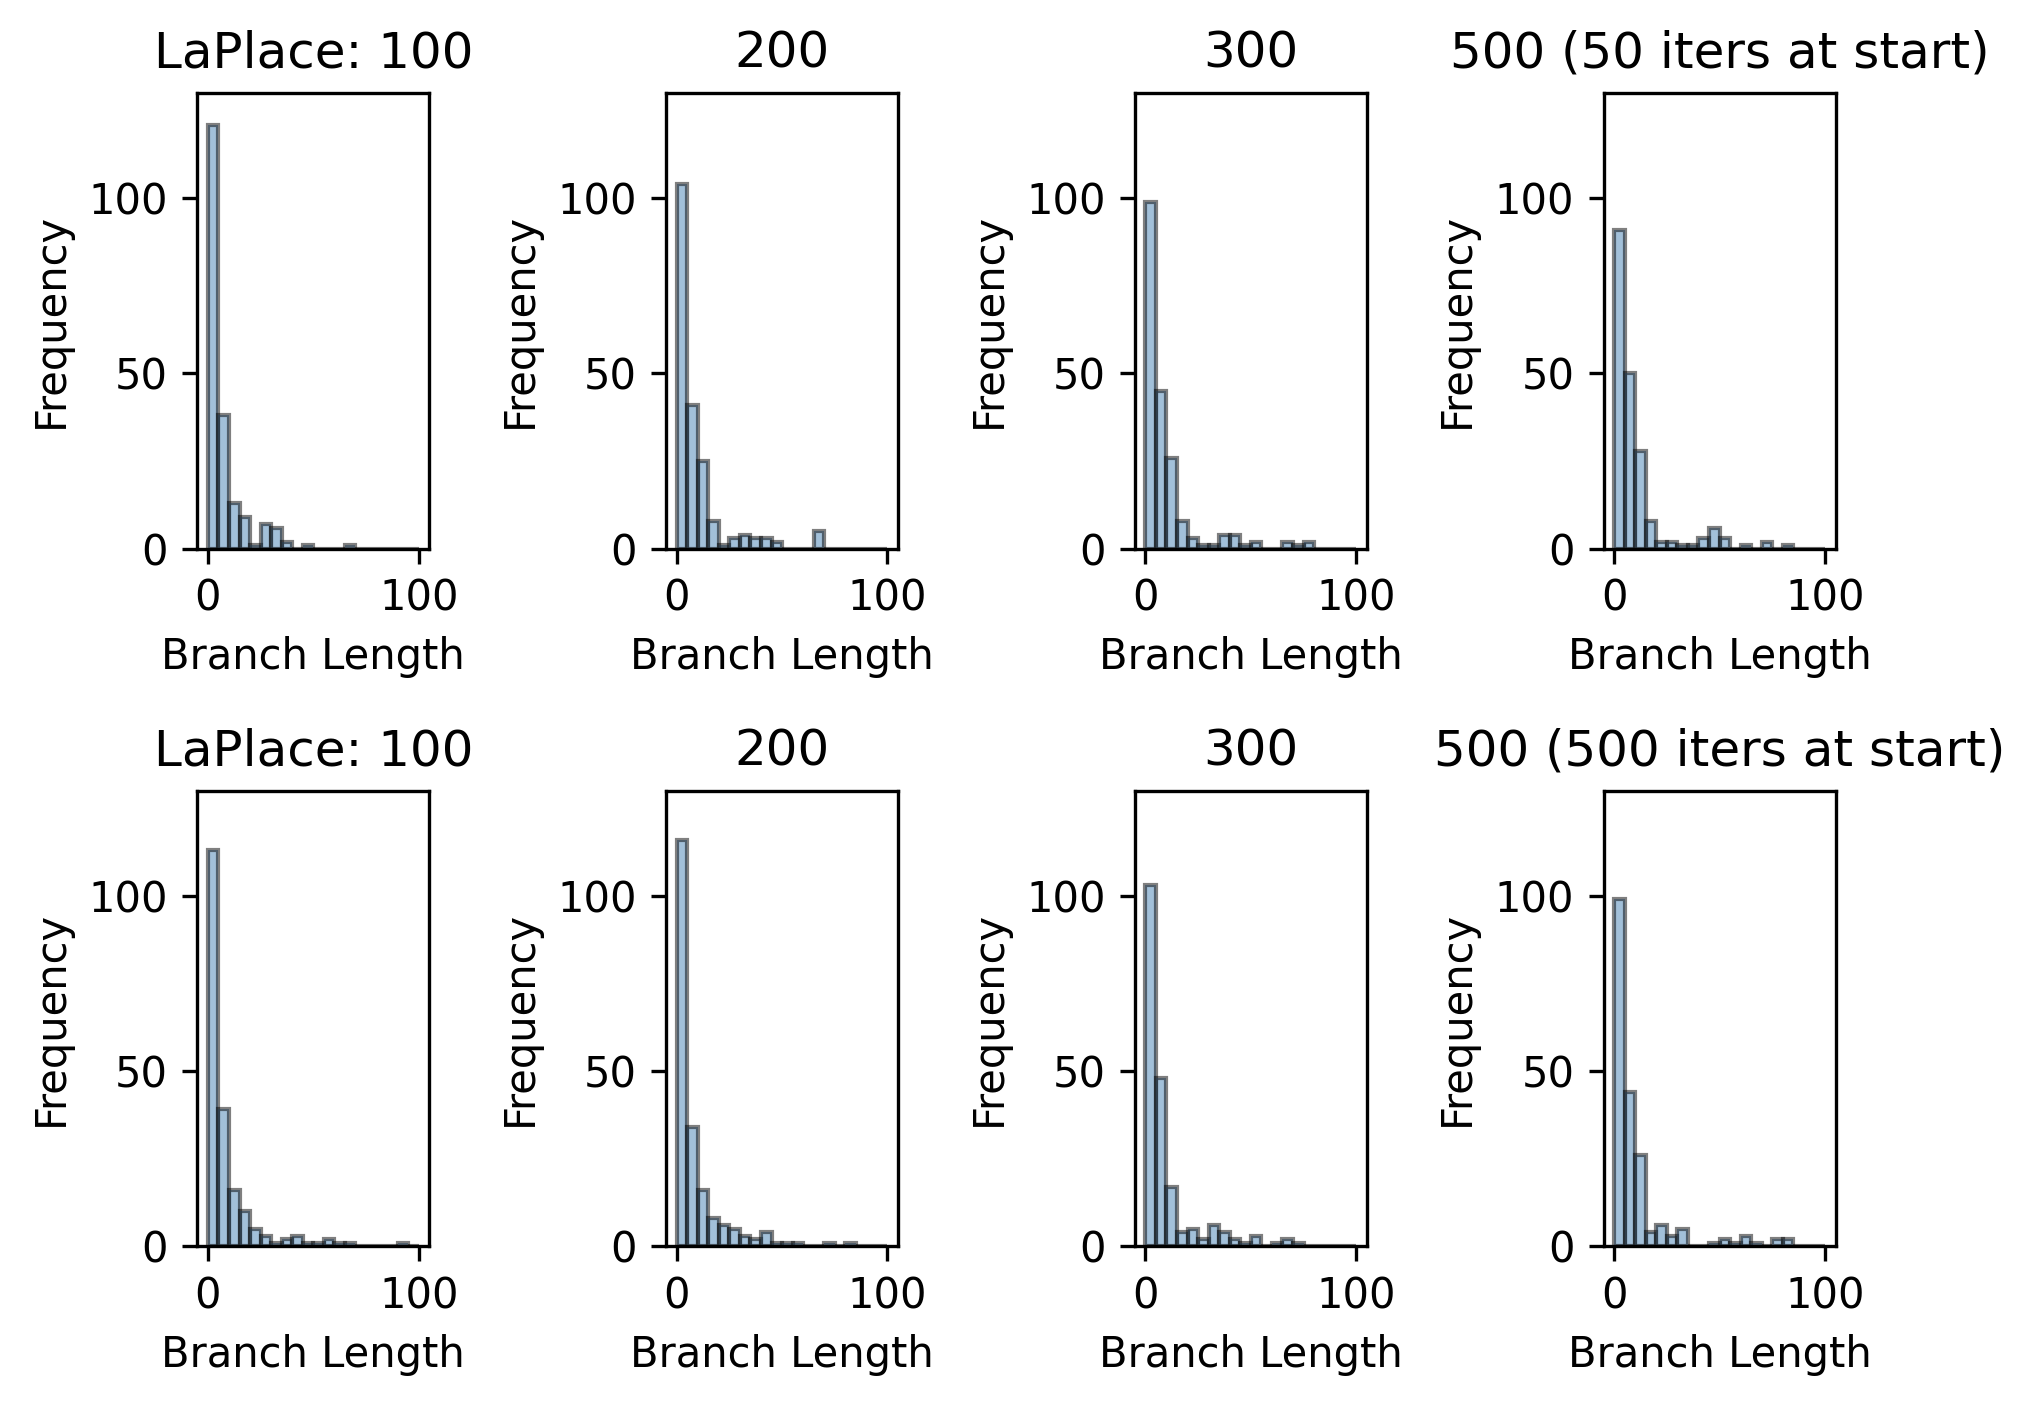 LaPlace: 100 200 300 500 (50 iters at start)
100 100 100 100
Frequency Frequency Frequency Frequency
50 50 50 50
0 0 0 0
0 100 0 100 0 100 0 100
Branch Length Branch Length Branch Length Branch Length
LaPlace: 100 200 300 500 (500 iters at start)
100 100 100 100
Frequency Frequency Frequency Frequency
50 50 50 50
0 0 0 0
0 100 0 100 0 100 0 100
Branch Length Branch Length Branch Length Branch Length